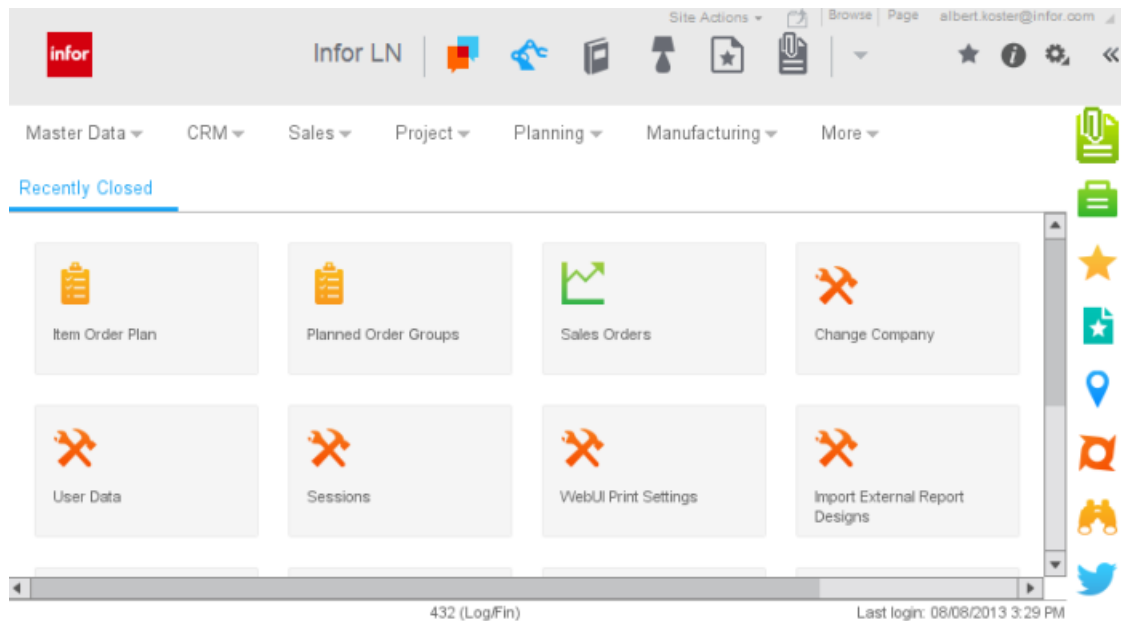 Site Actions Browse Page albert.koster@infor.com
infor Infor LN
Master Data CRM Sales Project Planning Manufacturing More
Recently Closed
Item Order Plan Planned Order Groups Sales Orders Change Company
User Data Sessions WebUI Print Settings Import External Report
Designs
432 (Log/Fin) Last login: 08/08/2013 3:29 PM